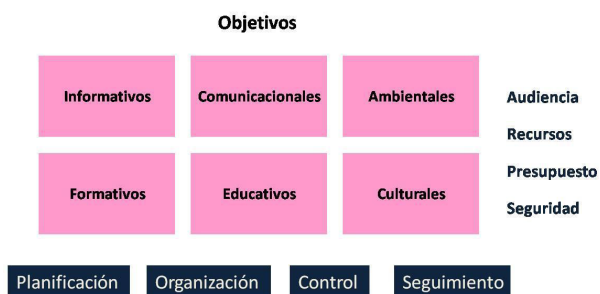 Objetivos
Informativos
Comunicacionales
Ambientales
Formativos
Educativos
Culturales
Audiencia
Recursos
Presupuesto
Seguridad
Planificación
Organización
Control
Seguimiento